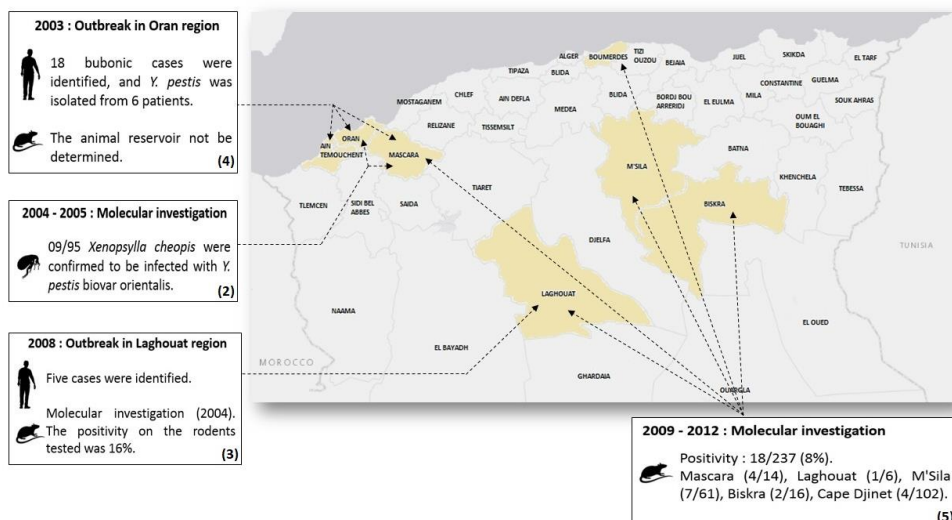 2003 : Outbreak in Oran region
18 bubonic cases were
identified, and Y. pestis was
isolated from 6 patients.
The animal reservoir not be
determined.
(4)
2004 - 2005 : Molecular investigation
09/95 Xenopsylla cheopis were
confirmed to be infected with Y.
pestis biovar orientalis.
(2)
2008 : Outbreak in Laghouat region
Five cases were identified.
Molecular investigation (2004).
The positivity on the rodents
tested was 16%.
(3)
ALGER
BOUMERDES
TIZI
OUZOU
BEJAIA
JIJEL
SKIKDA
EL TARF
TIPAZA
BLIDA
CONSTANTINE
GUELMA
MOSTAGANEM
CHLEF
AIN DEFLA
MEDEA
BLIDA
BORDJ BOU
ARRERIDJ
EL EULMA
MILA
SOUK AHRAS
RELIZANE
TISSEMSILT
OUM EL
BOUAGHI
ORAN
AIN
TEMOUCHENT
MASCARA
M'SILA
BATNA
KHENCHELA
TEBESSA
TIARET
TLEMCEN
SIDI BEL
ABBES
SAIDA
BISKRA
DJELFA
TUNISIA
LAGHOUAT
NAAMA
EL OUED
EL BAYADH
MOROCCO
GHARDAIA
OUARGLA
2009 - 2012 : Molecular investigation
Positivity : 18/237 (8%).
Mascara (4/14), Laghouat (1/6), M'Sila
(7/61), Biskra (2/16), Cape Djinet (4/102).
(5)